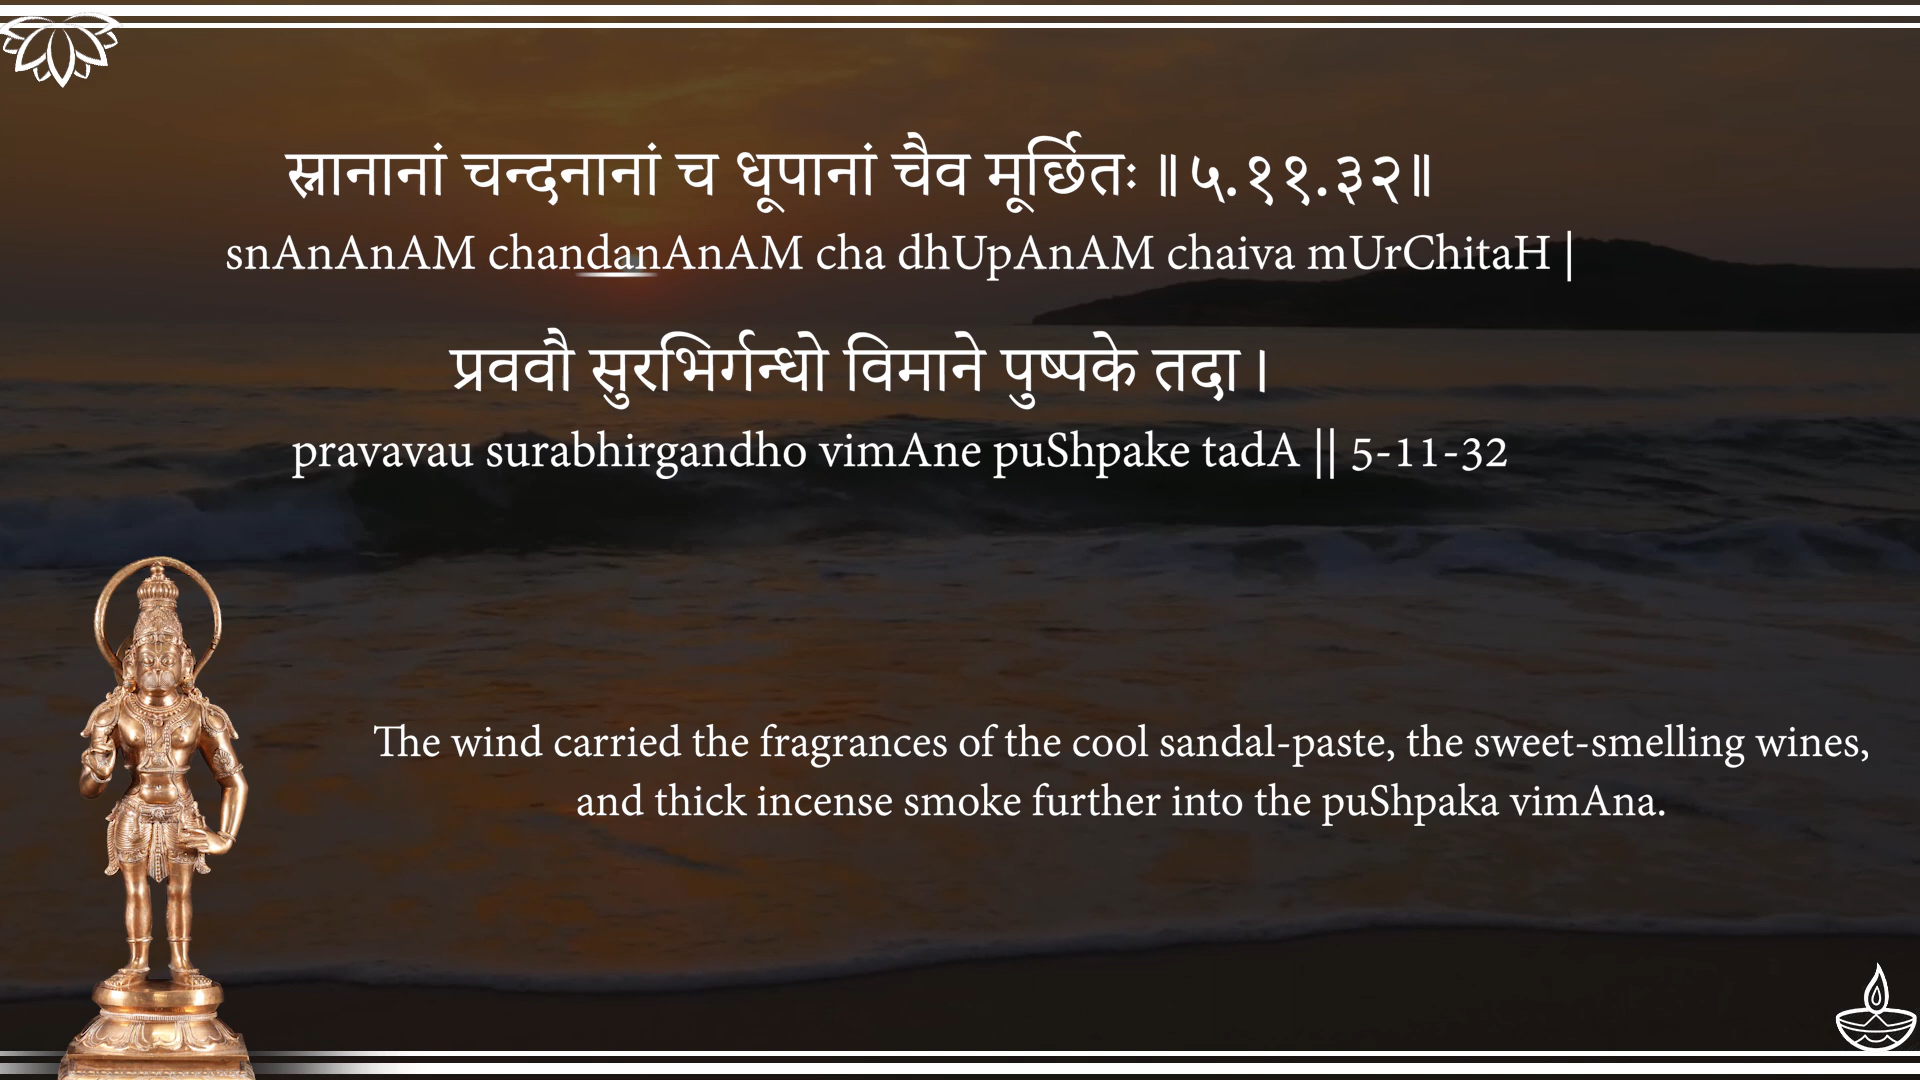 स्नानानां चन्दनानां च धूपानां चैव मूर्छितः ॥५.११.३२॥
snAnAnAM chandanAnAM cha dhUpAnAM chaiva mUrChitaH |
प्रववौ सुरभिर्गन्धो विमाने पुष्पके तदा ।
pravavau surabhirgandho vimAne puShpake tadA || 5-11-32
The wind carried the fragrances of the cool sandal-paste, the sweet-smelling wines,
and thick incense smoke further into the puShpaka vimAna.